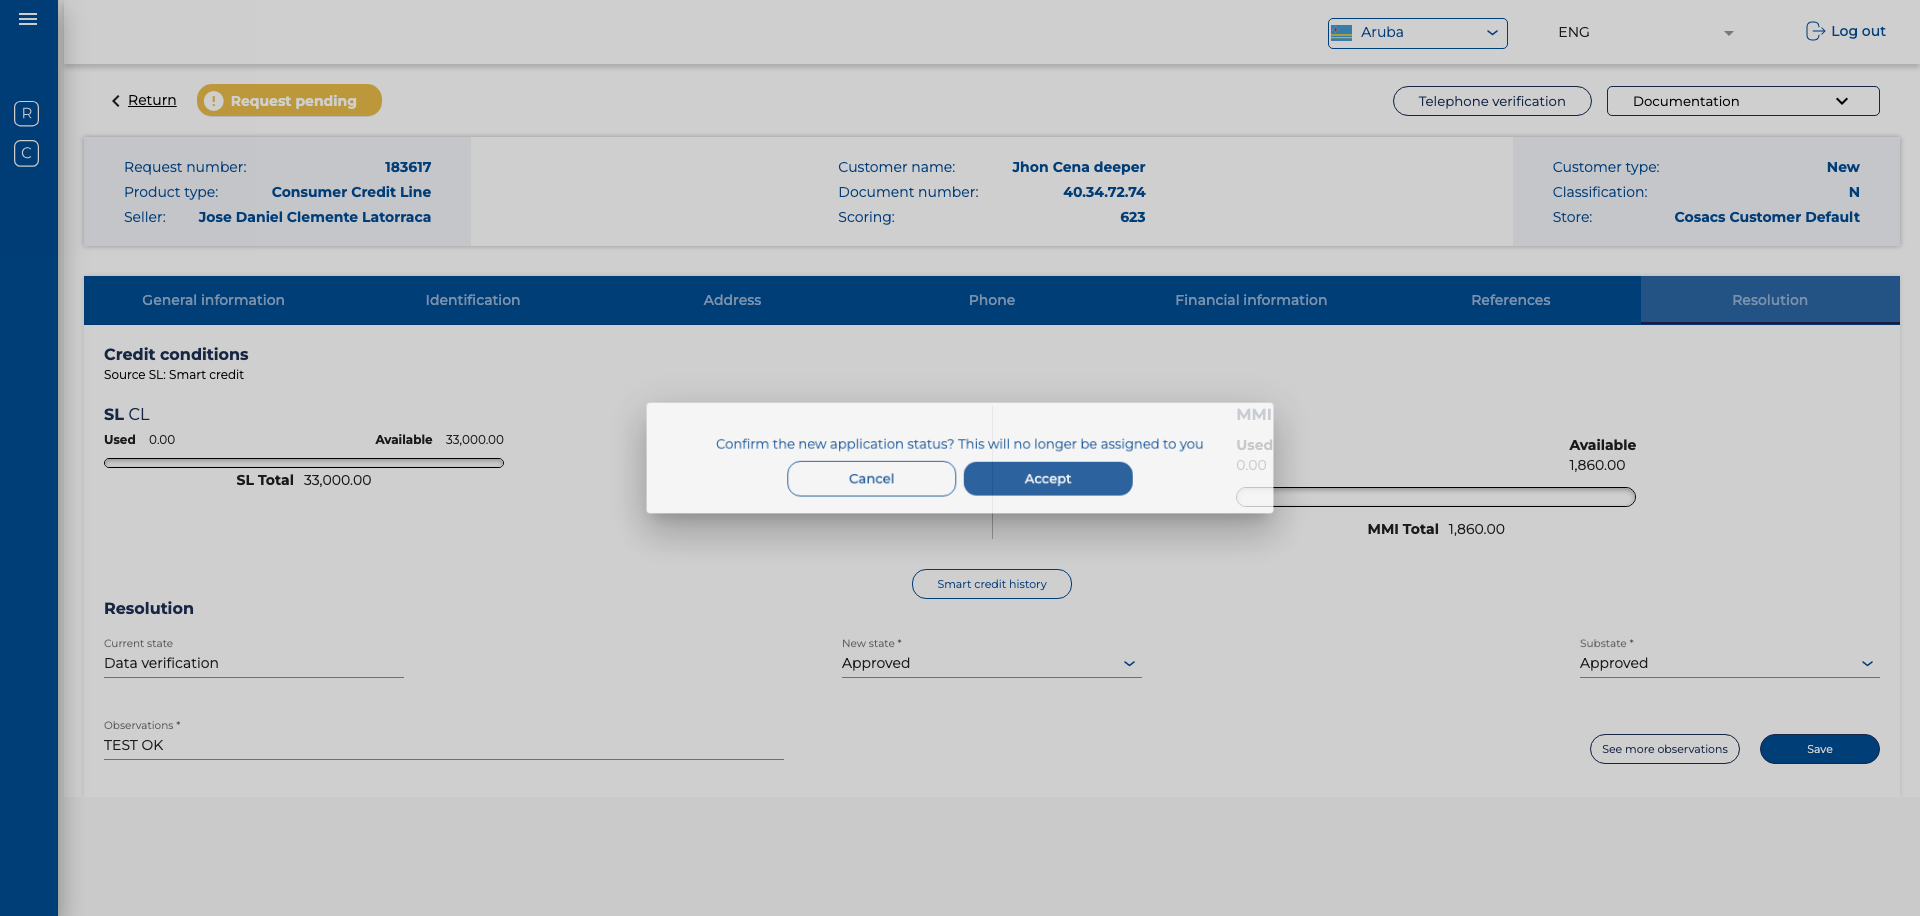 Aruba
ENG
Log out
R
C
Return
! Request pending
Telephone verification
Documentation
Request number: 183617
Product type: Consumer Credit Line
Seller: Jose Daniel Clemente Latorraca
Customer name: Jhon Cena deeper
Document number: 40.34.72.74
Scoring: 623
Customer type: New
Classification: N
Store: Cosacs Customer Default
General information
Identification
Address
Phone
Financial information
References
Resolution
Credit conditions
Source SL: Smart credit
SL CL
Used 0.00
Available 33,000.00
SL Total 33,000.00
Confirm the new application status? This will no longer be assigned to you
Cancel
Accept
MMI
Used
0.00
Available
1,860.00
MMI Total 1,860.00
Smart credit history
Resolution
Current state
Data verification
New state *
Approved
Substate *
Approved
Observations *
TEST OK
See more observations
Save